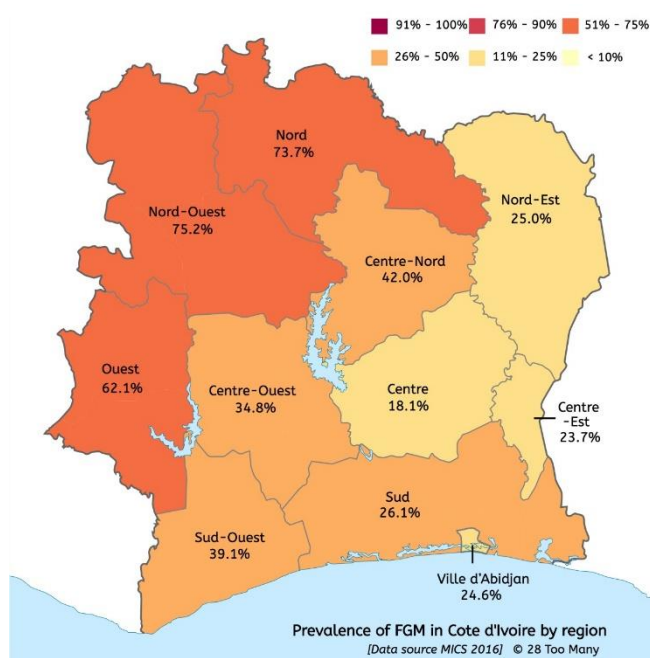 91% - 100% 76% - 90% 51% - 75%
26% - 50% 11% - 25% < 10%
Nord
73.7%
Nord-Est
25.0%
Nord-Ouest
75.2%
Centre-Nord
42.0%
Ouest
62.1%
Centre-Ouest
34.8%
Centre
18.1%
Centre
-Est
23.7%
Sud
26.1%
Sud-Ouest
39.1%
Ville d'Abidjan
24.6%
Prevalence of FGM in Cote d'Ivoire by region
[Data source MICS 2016] © 28 Too Many